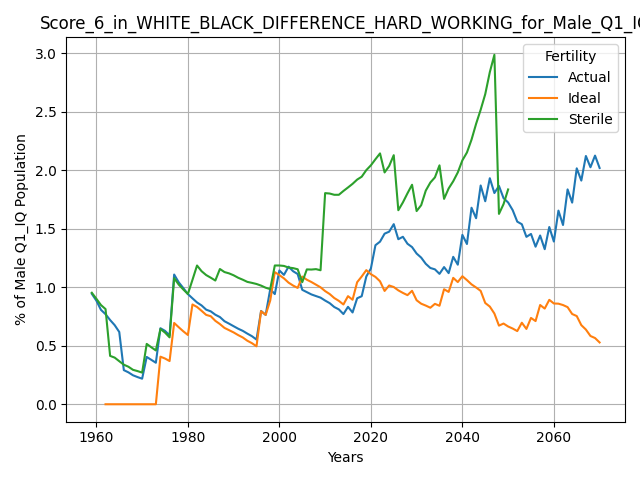 Score_6_in_WHITE_BLACK_DIFFERENCE_HARD_WORKING_for_Male_Q1_IQ
Fertility
Actual
Ideal
Sterile
% of Male Q1_IQ Population
3.0
2.5
2.0
1.5
1.0
0.5
0.0
1960 1980 2000 2020 2040 2060
Years